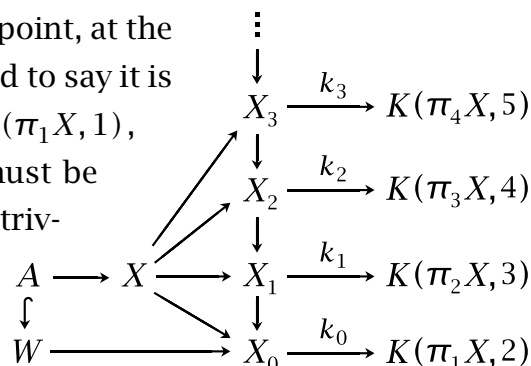 point, at the
d to say it is
(π₁X, 1),
must be
triv-
⋮
X₃ k₃ K(π₄X, 5)
X₂ k₂ K(π₃X, 4)
A X X₁ k₁ K(π₂X, 3)
W X₀ k₀ K(π₁X, 2)